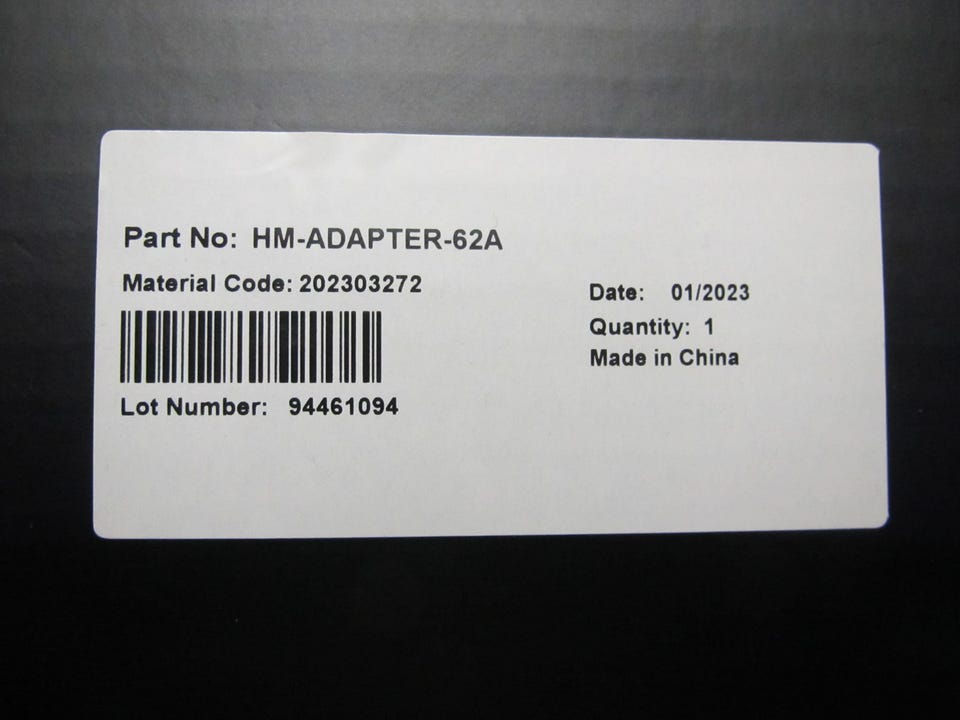 Part No: HM-ADAPTER-62A
Material Code: 202303272
Lot Number: 94461094
Date: 01/2023
Quantity: 1
Made in China